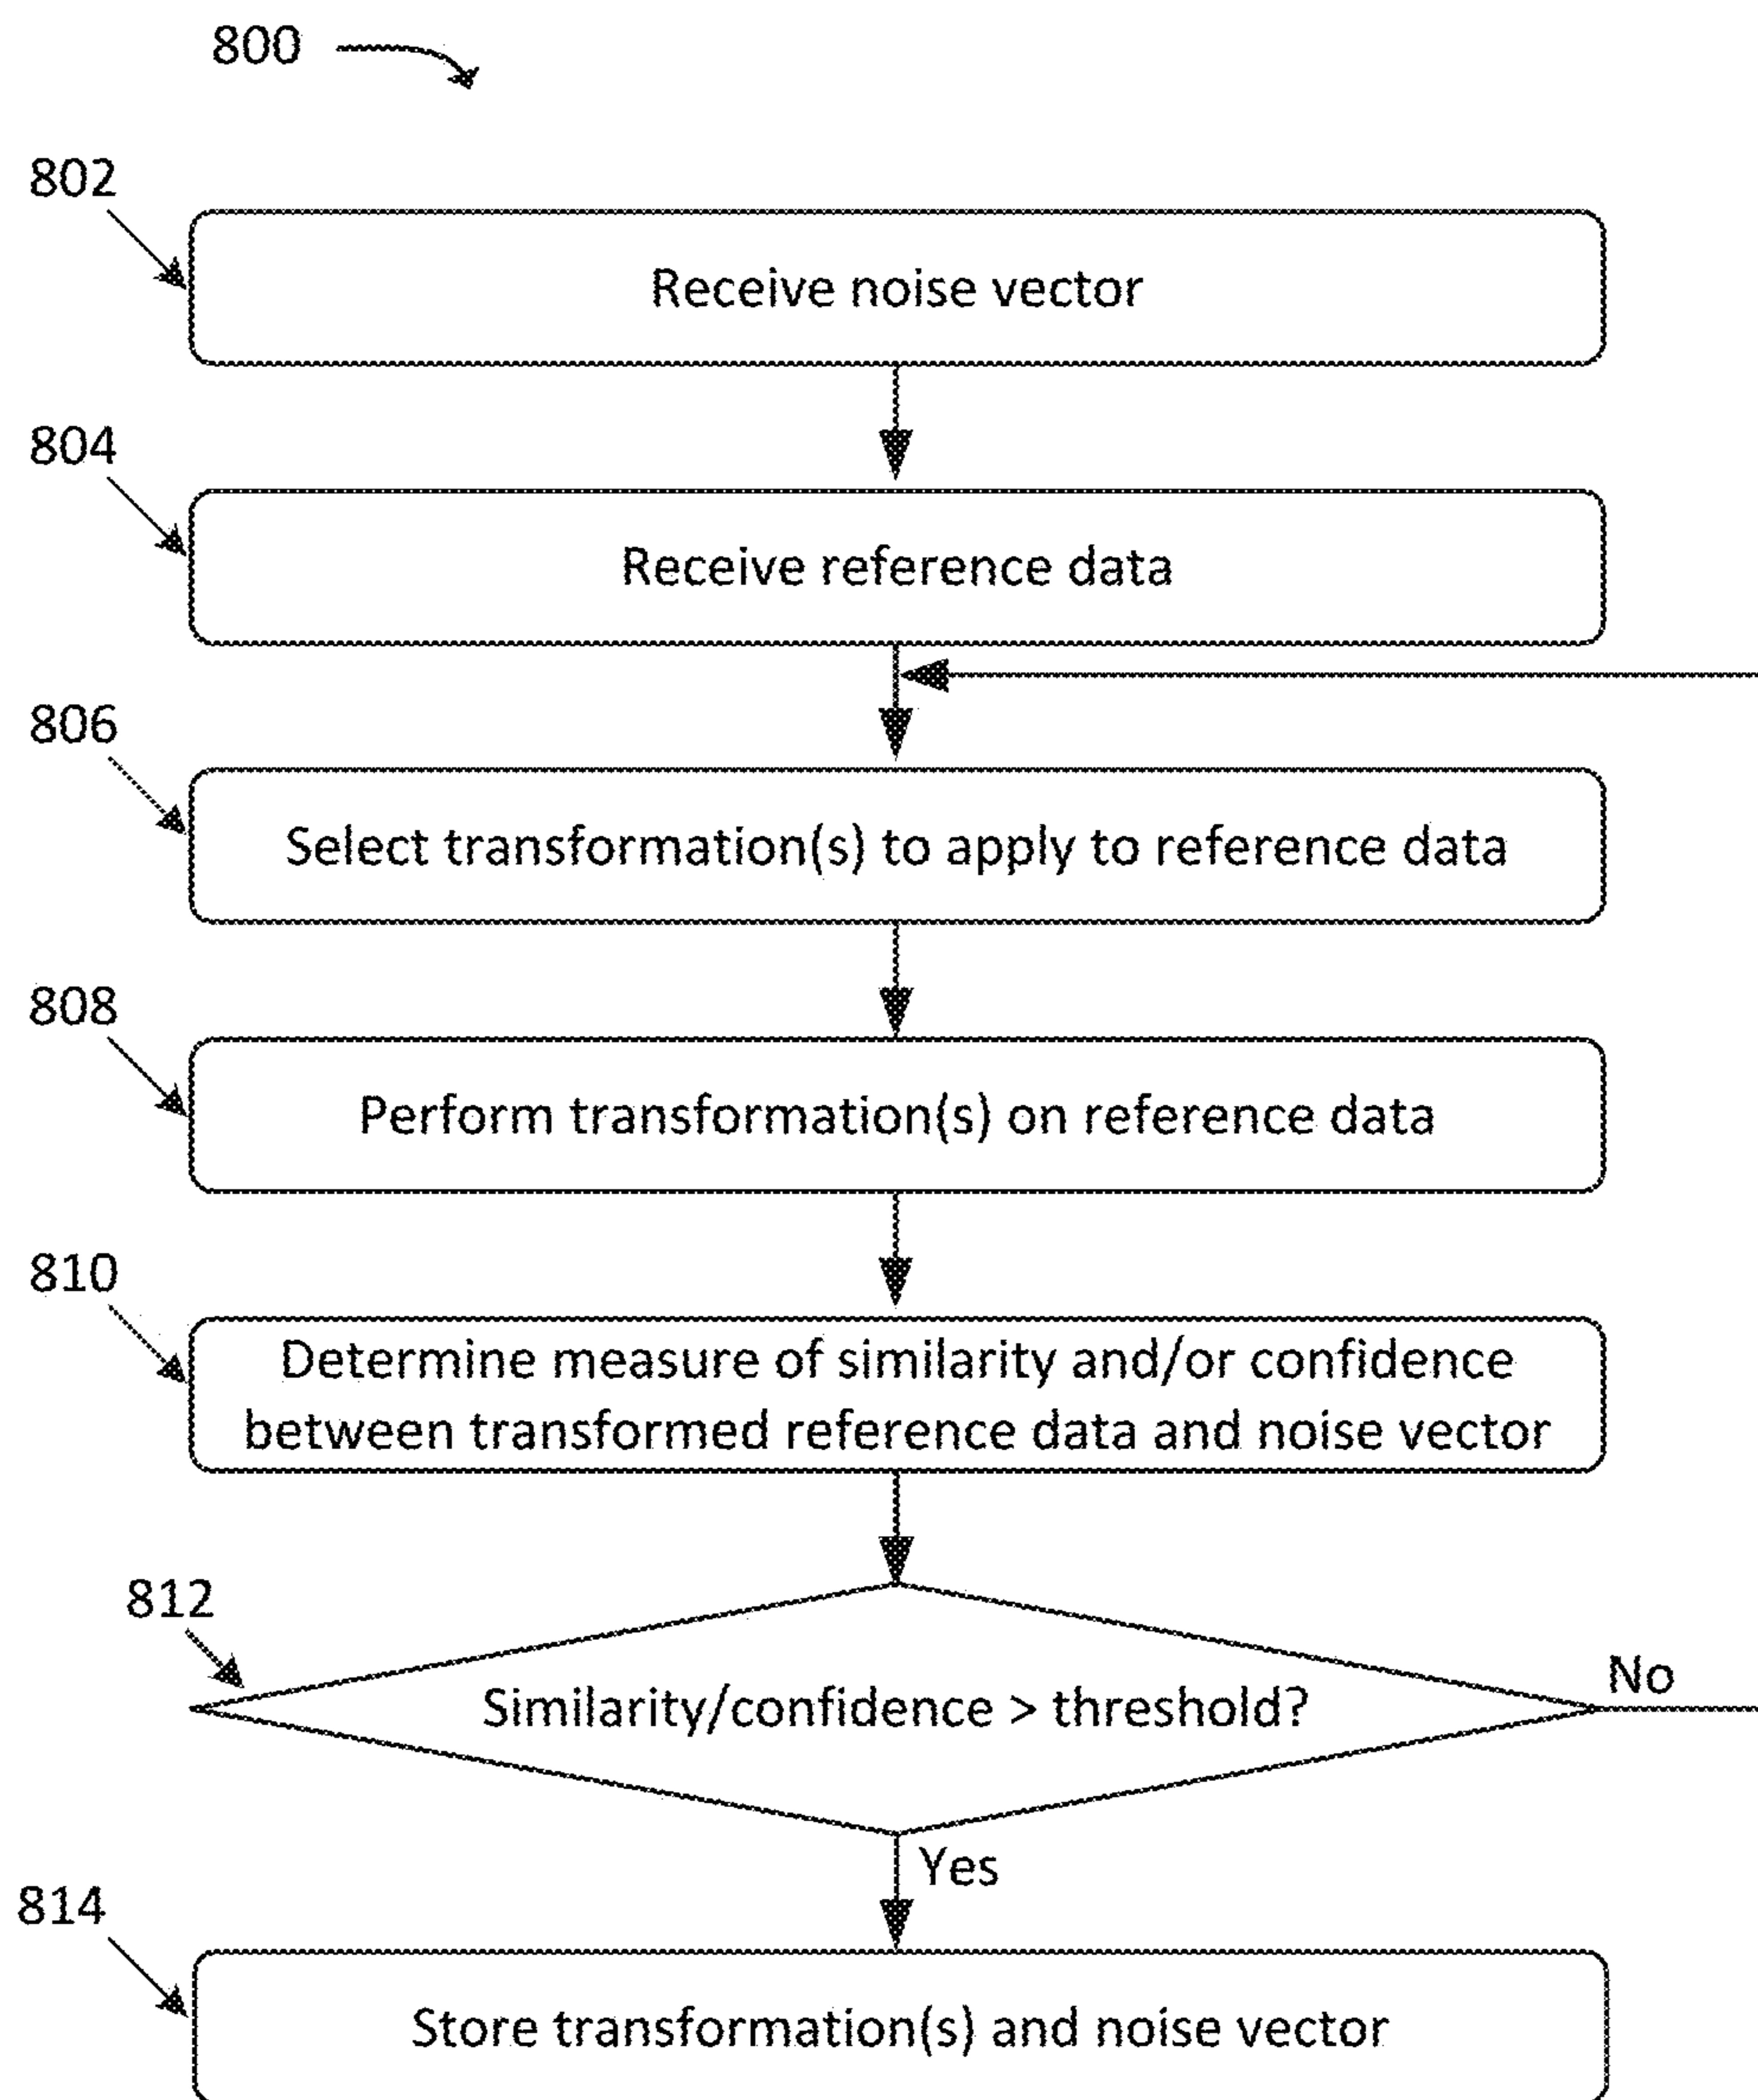 800
802
Receive noise vector
804
Receive reference data
806
Select transformation(s) to apply to reference data
808
Perform transformation(s) on reference data
810
Determine measure of similarity and/or confidence
between transformed reference data and noise vector
812
Similarity/confidence > threshold?
No
Yes
814
Store transformation(s) and noise vector